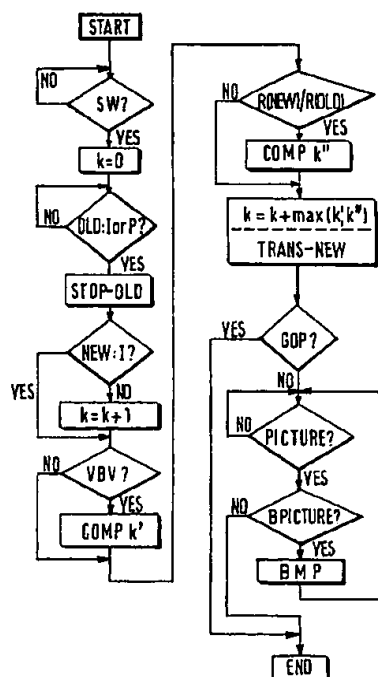 START
NO
SW?
YES
k=0
NO
OLD:IorP?
YES
STOP-OLD
NEW:I?
YES
NO
k=k+1
NO
VBV?
YES
COMP k'
NO
R(NEW)/R(OLD)
YES
COMP k"
k=k+max(k',k")
TRANS-NEW
YES
GOP?
NO
NO
PICTURE?
YES
NO
BPICTURE?
YES
BMP
END